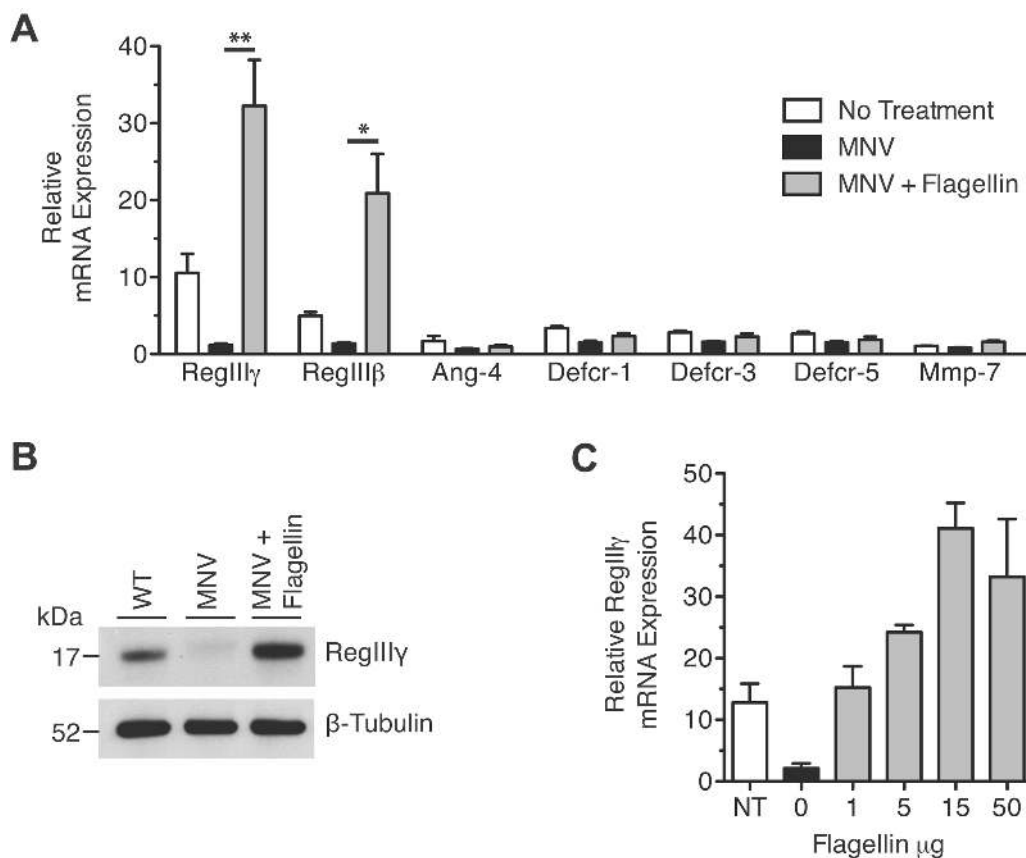 A
Relative
mRNA Expression
40
30
20
10
0
**
*
No Treatment
MNV
MNV + Flagellin
RegIIIγ RegIIIβ Ang-4 Defcr-1 Defcr-3 Defcr-5 Mmp-7
B
WT
MNV
MNV +
Flagellin
kDa
17
RegIIIγ
52
β-Tubulin
C
Relative RegIIIγ
mRNA Expression
50
40
30
20
10
0
NT 0 1 5 15 50
Flagellin μg